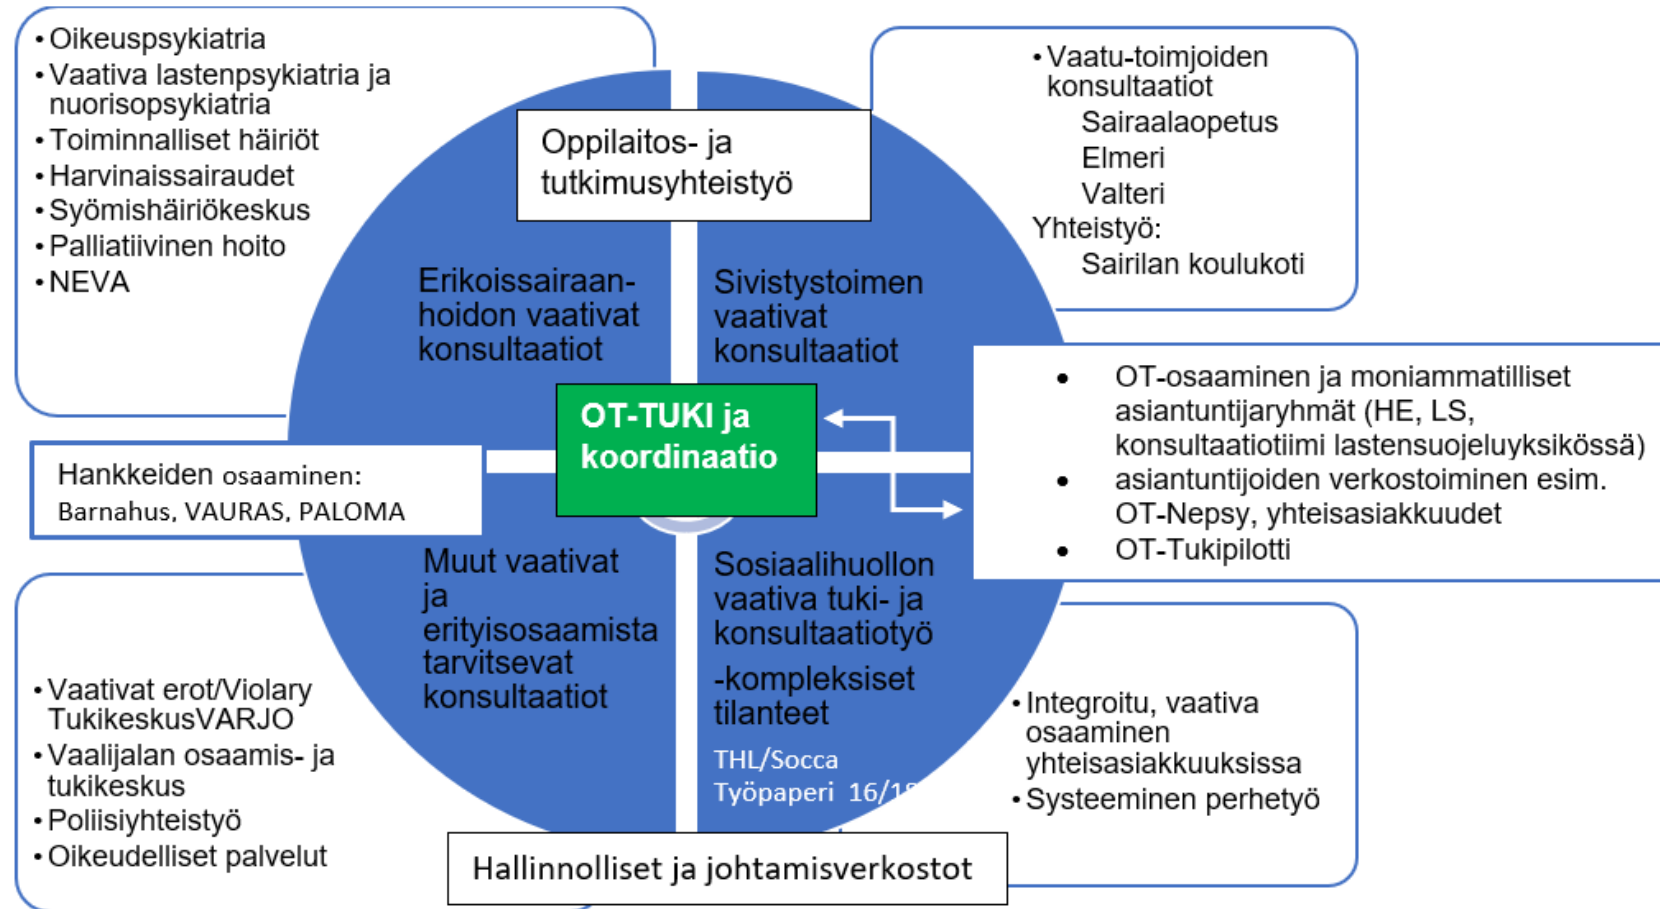 • Oikeuspsykiatria
• Vaativa lastenpsykiatria ja
nuorisopsykiatria
• Toiminnalliset häiriöt
• Harvinaissairaudet
• Syömishäiriökeskus
• Palliatiivinen hoito
• NEVA
Oppilaitos- ja
tutkimusyhteistyö
• Vaatu-toimjoiden
konsultaatiot
Sairaalaopetus
Elmeri
Valteri
Yhteistyö:
Sairilan koulukoti
Erikoissairaan-
hoidon vaativat
konsultaatiot
Sivistystoimen
vaativat
konsultaatiot
OT-TUKI ja
koordinaatio
• OT-osaaminen ja moniammatilliset
asiantuntijaryhmät (HE, LS,
konsultaatiotiimi lastensuojeluyksikössä)
• asiantuntijoiden verkostoiminen esim.
OT-Nepsy, yhteisasiakkuudet
• OT-Tukipilotti
Hankkeiden osaaminen:
Barnahus, VAURAS, PALOMA
Muut vaativat
ja
erityisosaamista
tarvitsevat
konsultaatiot
Sosiaalihuollon
vaativa tuki- ja
konsultaatiotyö
-kompleksiset
tilanteet
THL/Socca
Työpaperi 16/18
• Vaativat erot/Violary
TukikeskusVARJO
• Vaalijalan osaamis- ja
tukikeskus
• Poliisiyhteistyö
• Oikeudelliset palvelut
• Integroitu, vaativa
osaaminen
yhteisasiakkuuksissa
• Systeeminen perhetyö
Hallinnolliset ja johtamisverkostot